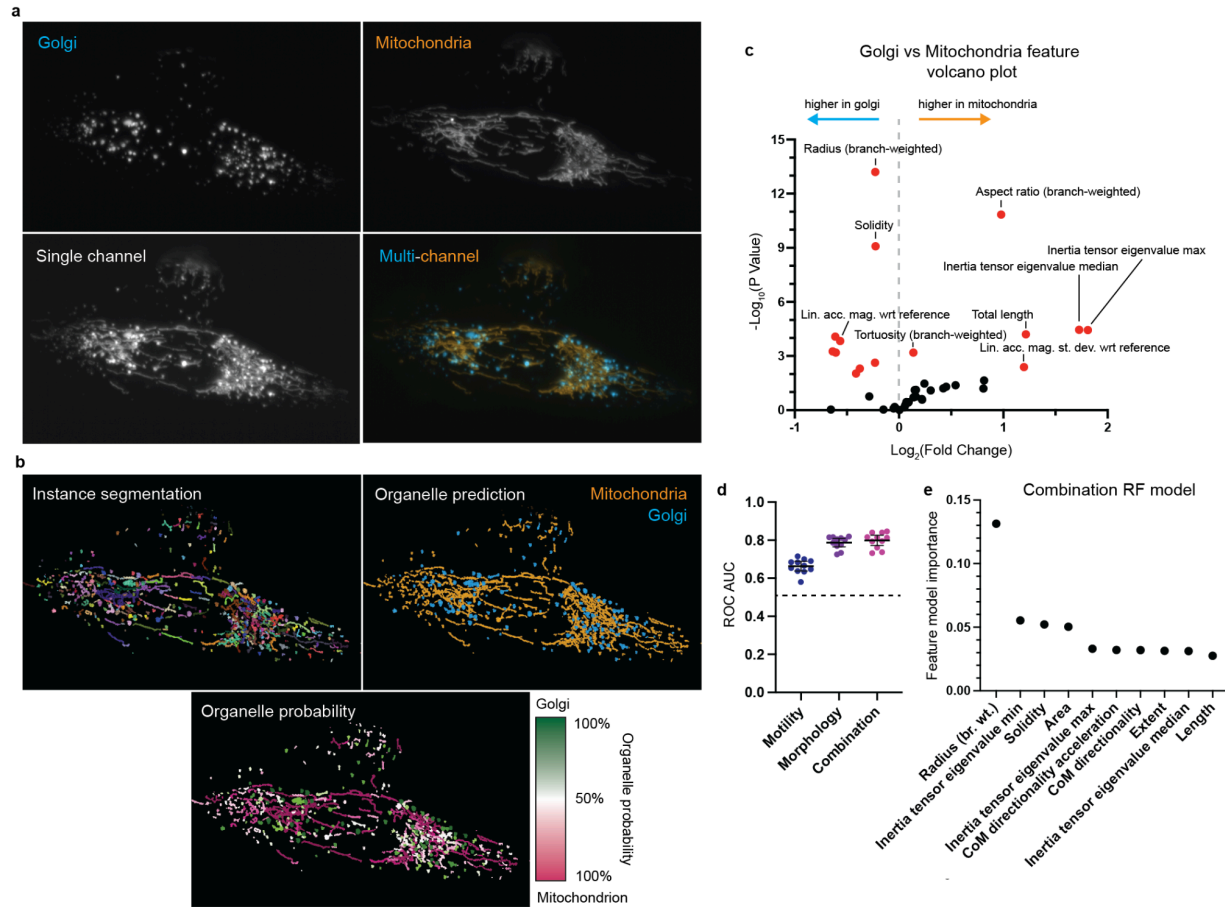 a
Golgi
Mitochondria
Single channel
Multi-channel
b
Instance segmentation
Organelle prediction
Mitochondria
Golgi
Organelle probability
Golgi
100%
50%
100%
Mitochondrion
Organelle probability
c
Golgi vs Mitochondria feature
volcano plot
higher in golgi
higher in mitochondria
15
12
9
6
3
0
-Log10(P Value)
Radius (branch-weighted)
Aspect ratio (branch-weighted)
Solidity
Inertia tensor eigenvalue max
Inertia tensor eigenvalue median
Lin. acc. mag. wrt reference
Total length
Tortuosity (branch-weighted)
Lin. acc. mag. st. dev. wrt reference
-1
0
1
2
Log2(Fold Change)
d
1.0
0.8
0.6
0.4
0.2
0.0
ROC AUC
Motility
Morphology
Combination
e
Combination RF model
0.15
0.10
0.05
0.00
Feature model importance
Radius (br. wt.)
Inertia tensor eigenvalue min
Solidity
Area
Inertia tensor eigenvalue max
CoM directionality acceleration
CoM directionality
Extent
Inertia tensor eigenvalue median
Length